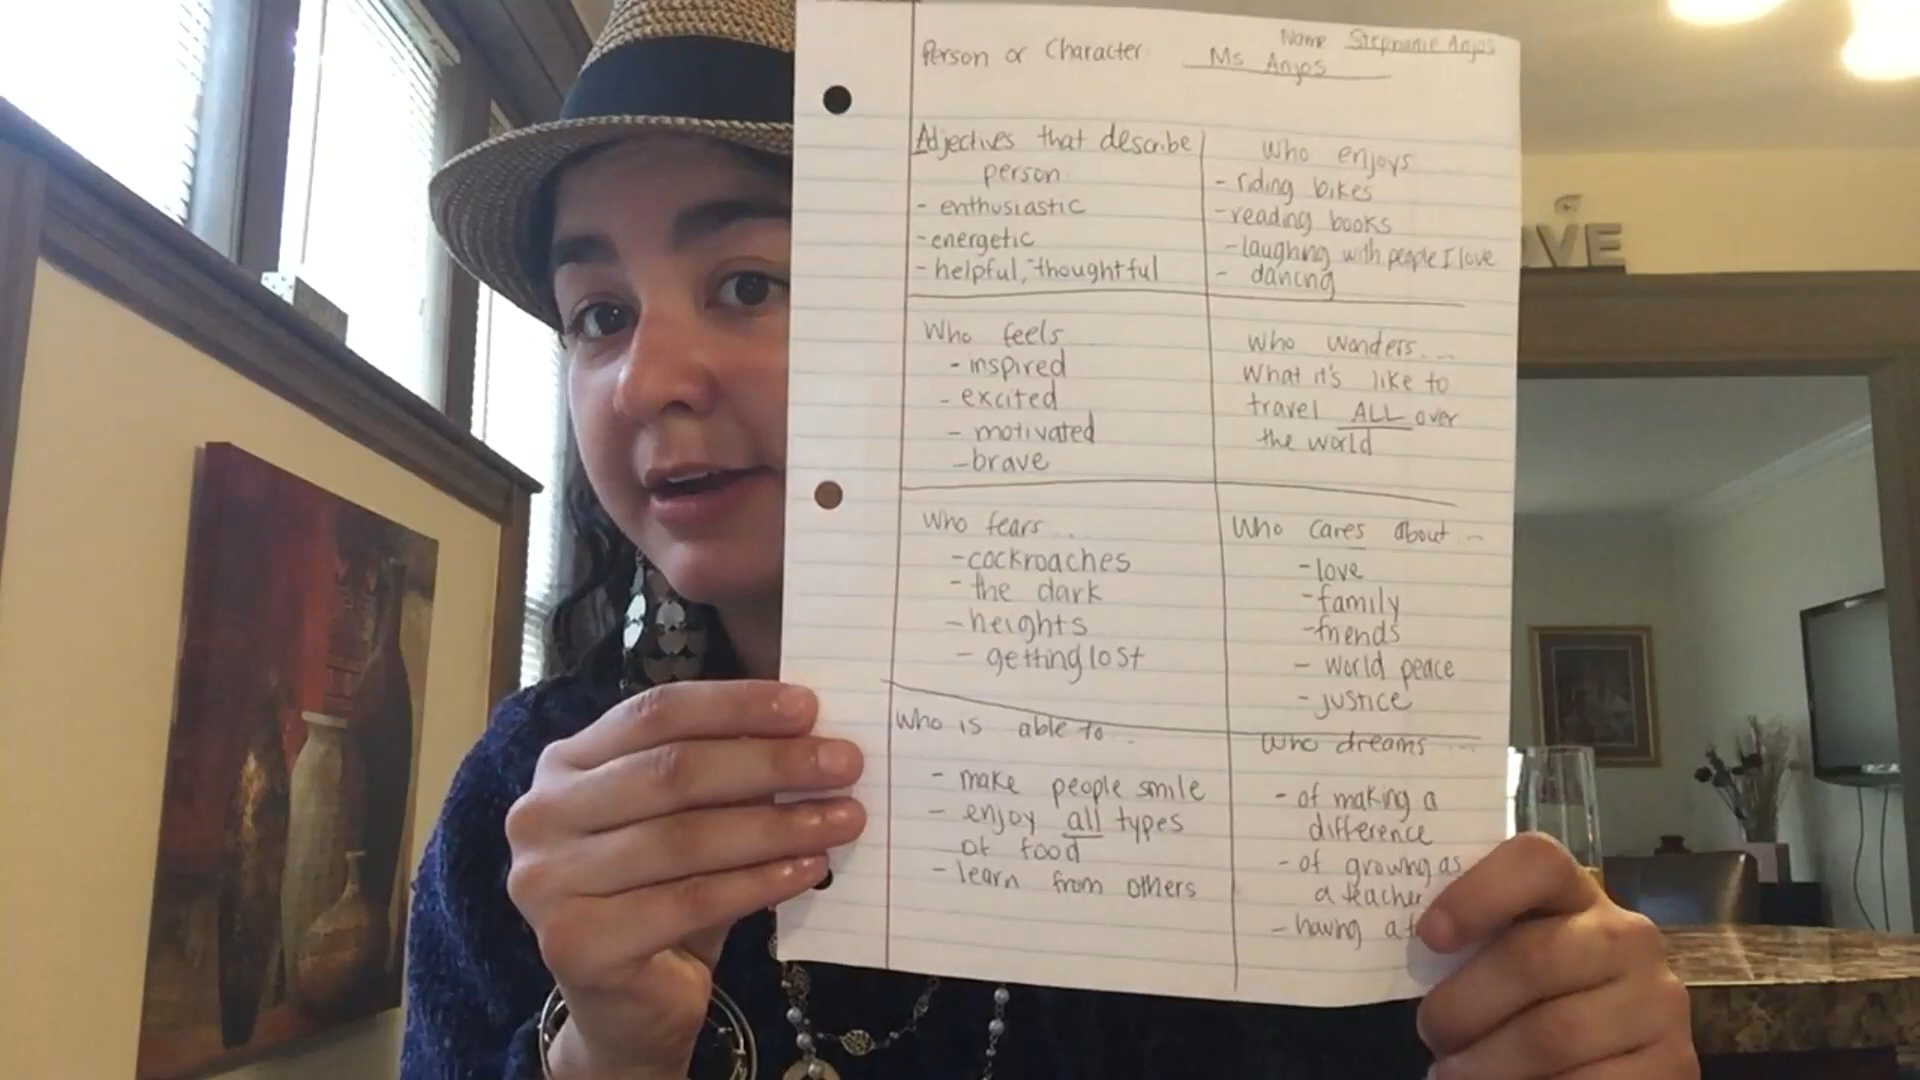 Name Stephanie Anjos
Person or Character Ms Anjos
Adjectives that describe
person
- enthusiastic
- energetic
- helpful, - thoughtful
Who enjoys
- riding bikes
- reading books
- laughing with people I love
- dancing
Who feels
- inspired
- excited
- motivated
- brave
Who wonders...
What it's like to
travel ALL over
the world
Who fears...
- cockroaches
- the dark
- heights
- getting lost
Who cares about...
- love
- family
- friends
- world peace
- justice
Who is able to..
- make people smile
- enjoy all types
of food
- learn from others
Who dreams...
- of making a
difference
- of growing as
a teacher
- having a
VE